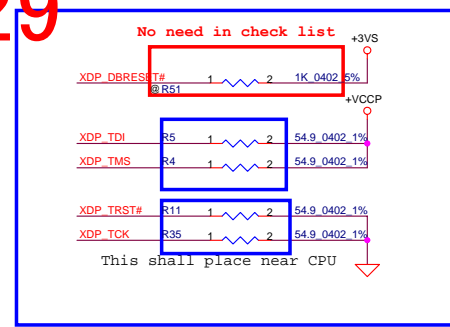 29
No need in check list
+3VS
XDP_DBRESET# 1 2 1K_0402_5%
@R51
+VCCP
XDP_TDI R5 1 2 54.9_0402_1%
XDP_TMS R4 1 2 54.9_0402_1%
XDP_TRST# R11 1 2 54.9_0402_1%
XDP_TCK R35 1 2 54.9_0402_1%
This shall place near CPU